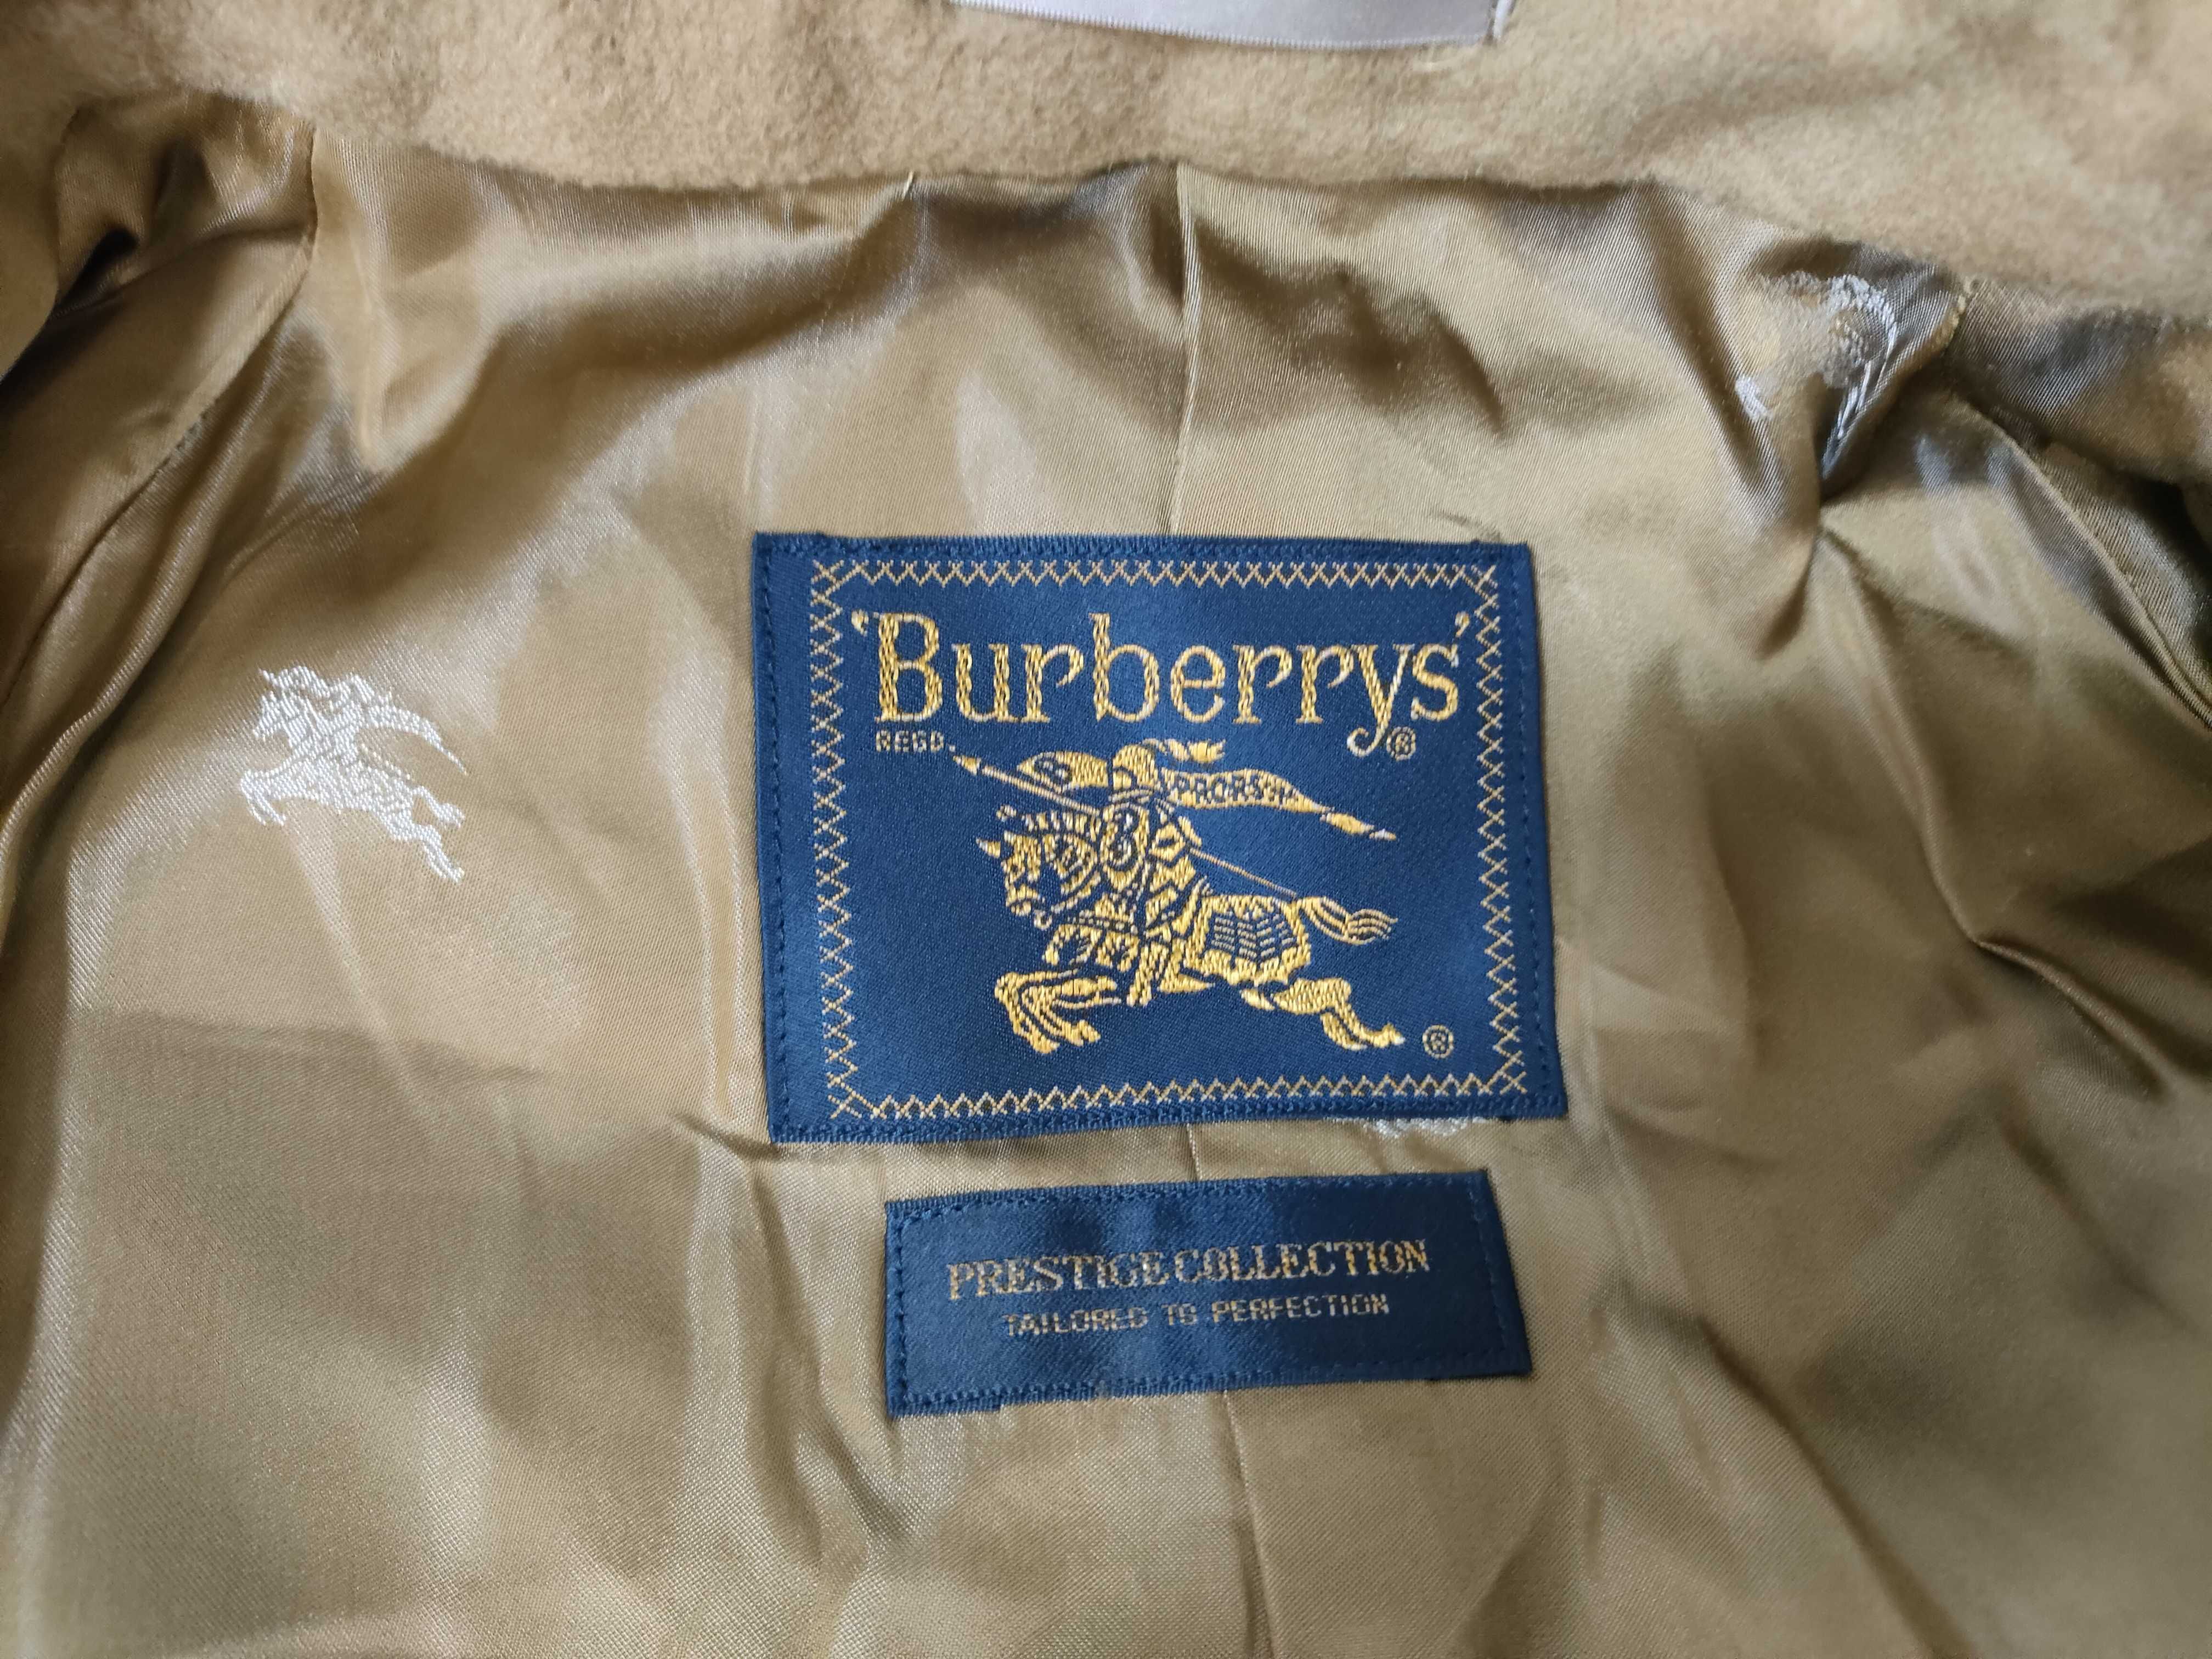 'Burberrys'®
REGD.
B PRORSUM
B
®
PRESTIGE COLLECTION
TAILORED TO PERFECTION